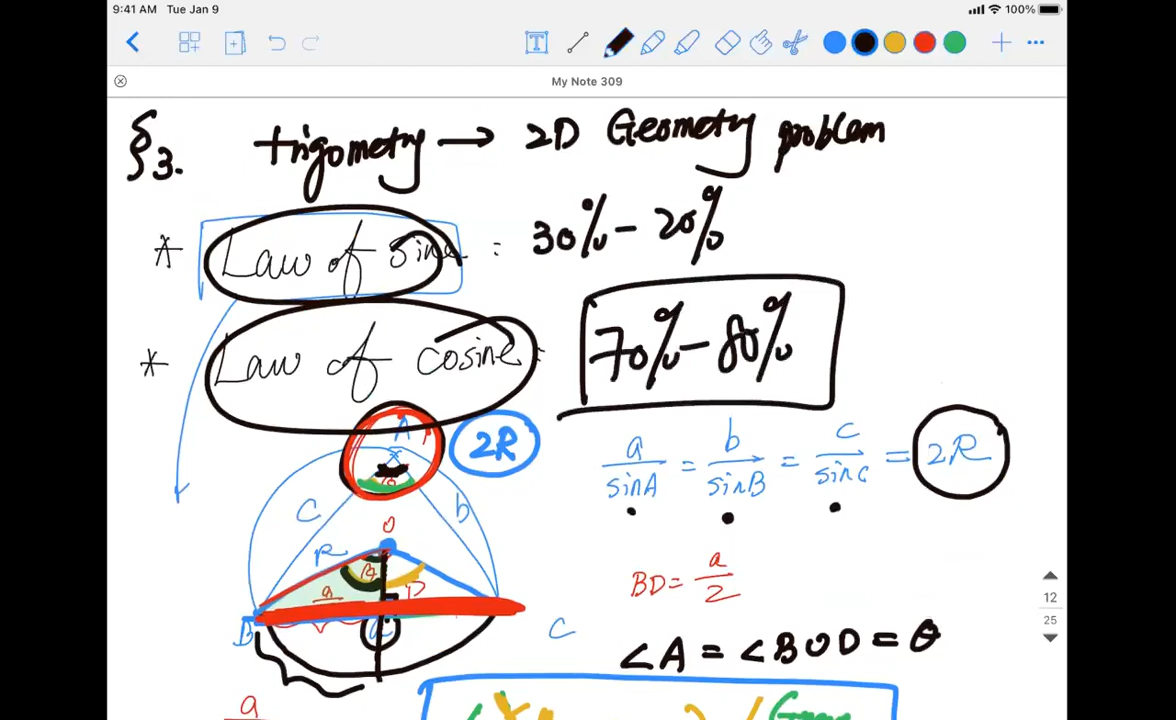 9:41 AM Tue Jan 9
100%
My Note 309
§3. trigometry → 2D Geometry problem
* Law of sine : 30% - 20%
* Law of cosine = 70% - 80%
A
2R
a/sinA = b/sinB = c/sinC = 2R
C
b
O
R
BD = a/2
B
C
∠A = ∠BOD = θ
12
25
a